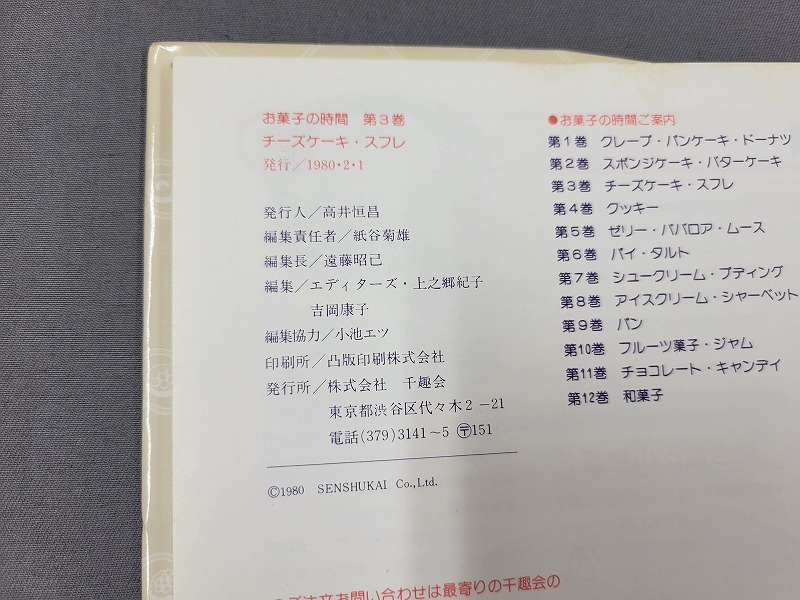 お菓子の時間　第3巻
チーズケーキ・スフレ
発行／1980・2・1
発行人／高井恒昌
編集責任者／紙谷菊雄
編集長／遠藤昭己
編集／エディターズ・上之郷紀子
吉岡康子
編集協力／小池エツ
印刷所／凸版印刷株式会社
発行所／株式会社　千趣会
東京都渋谷区代々木2－21
電話(379)3141～5 〶151
©1980　SENSHUKAI Co.,Ltd.
●お菓子の時間ご案内
第1巻　クレープ・パンケーキ・ドーナツ
第2巻　スポンジケーキ・バターケーキ
第3巻　チーズケーキ・スフレ
第4巻　クッキー
第5巻　ゼリー・ババロア・ムース
第6巻　パイ・タルト
第7巻　シュークリーム・プディング
第8巻　アイスクリーム・シャーベット
第9巻　パン
第10巻　フルーツ菓子・ジャム
第11巻　チョコレート・キャンデイ
第12巻　和菓子
●ご注文お問い合わせは最寄りの千趣会の